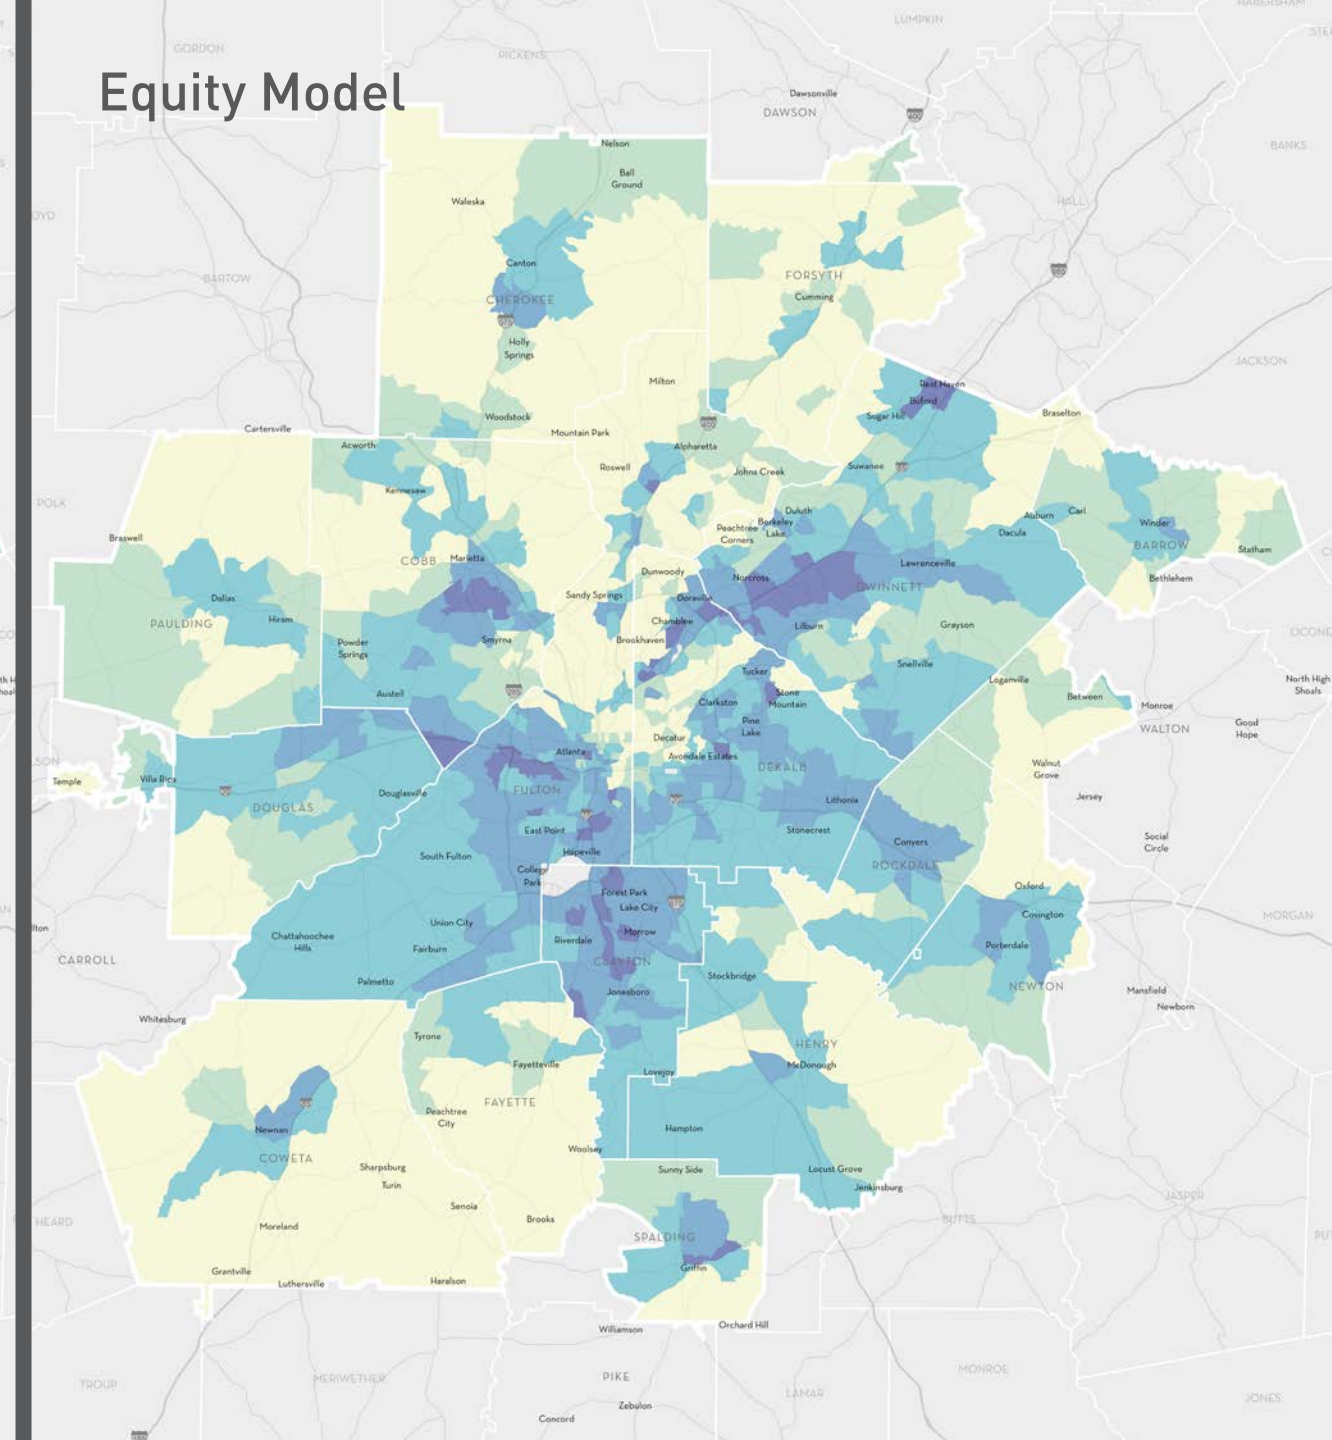 LUMPKIN
HABERSHAM
GORDON
PICKENS
Equity Model
Dawsonville
DAWSON
400
Nelson
BANKS
Ball
Ground
Waleska
HALL
Canton
BARTOW
FORSYTH
985
CHEROKEE
Cumming
575
Holly
Springs
JACKSON
Milton
Rest Haven
Buford
Sugar Hill
Braselton
Woodstock
400
Cartersville
Mountain Park
Acworth
Alpharetta
Roswell
Suwanee
Johns Creek
Kennesaw
POLK
Duluth
Auburn
Carl
Berkeley
Lake
Winder
Peachtree
Corners
Dacula
Braswell
BARROW
Statham
COBB
Marietta
Lawrenceville
Dunwoody
Norcross
Bethlehem
GWINNETT
Sandy Springs
Doraville
Dallas
Hiram
PAULDING
Chamblee
Lilburn
Grayson
Brookhaven
Smyrna
Powder
Springs
Snellville
Tucker
Loganville
North High
Shoals
285
Austell
Stone
Mountain
Between
Clarkston
Monroe
Pine
Lake
WALTON
Good
Hope
Decatur
Atlanta
Avondale Estates
DEKALB
Walnut
Grove
Temple
Villa Rica
FULTON
Douglasville
Jersey
Lithonia
DOUGLAS
East Point
Stonecrest
Social
Circle
Conyers
Hapeville
South Fulton
ROCKDALE
College
Park
Oxford
Forest Park
Lake City
Covington
MORGAN
Union City
Morrow
Chattahoochee
Hills
Riverdale
Porterdale
Fairburn
CARROLL
CLAYTON
Stockbridge
Palmetto
NEWTON
Jonesboro
Mansfield
Newborn
Whitesburg
Tyrone
HENRY
Fayetteville
McDonough
Lovejoy
FAYETTE
Peachtree
City
Newnan
Hampton
Woolsey
COWETA
Sharpsburg
Sunny Side
Locust Grove
Turin
Jenkinsburg
JASPER
Senoia
HEARD
Brooks
BUTTS
Moreland
SPALDING
Griffin
Grantville
Luthersville
Haralson
Williamson
Orchard Hill
MONROE
PIKE
TROUP
MERIWETHER
LAMAR
JONES
Zebulon
Concord